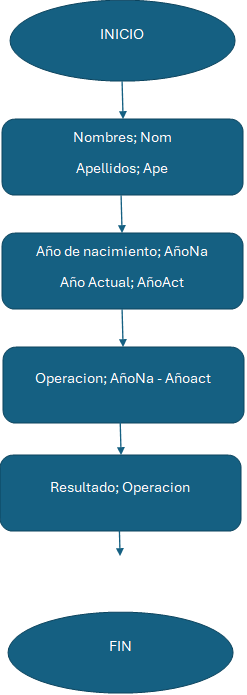 INICIO
Nombres; Nom
Apellidos; Ape
Año de nacimiento; AñoNa
Año Actual; AñoAct
Operacion; AñoNa - Añoact
Resultado; Operacion
FIN